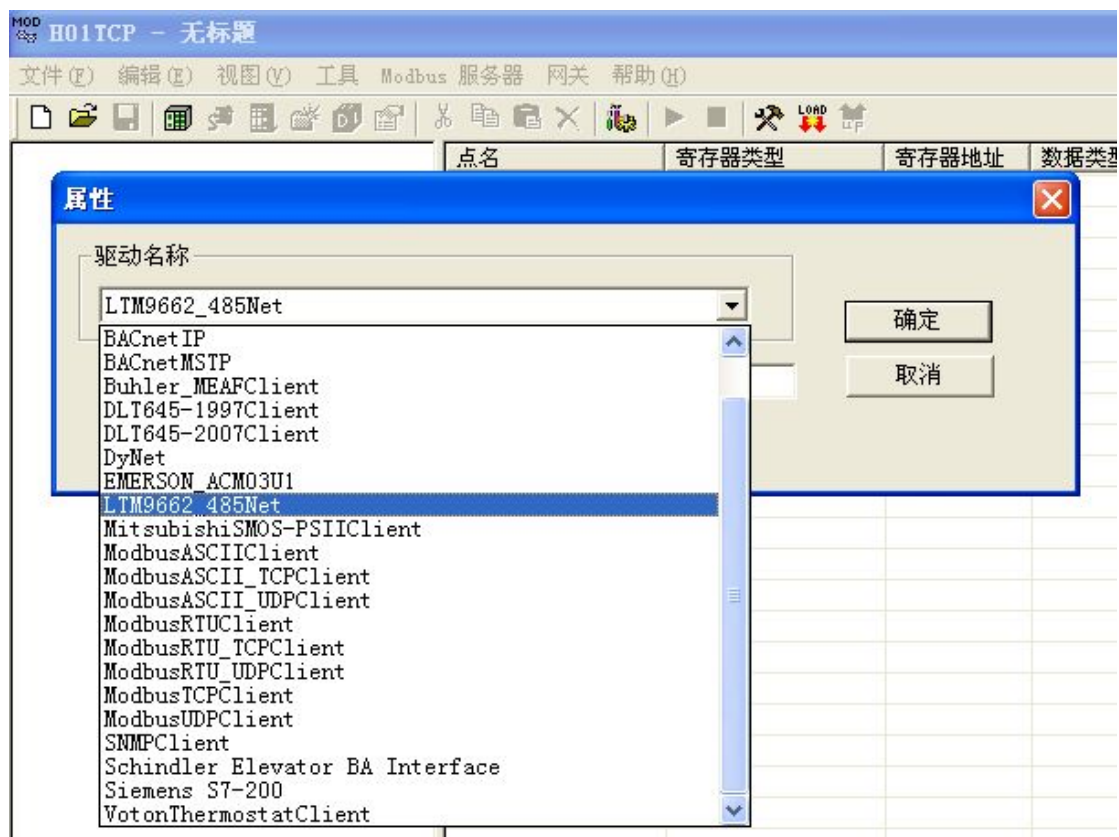 MOD
H01TCP - 无标题
文件(F) 编辑(E) 视图(V) 工具 Modbus 服务器 网关 帮助(H)
LOAD
点名 寄存器类型 寄存器地址 数据类型
属性
驱动名称
LTM9662_485Net
确定
取消
BACnetIP
BACnetMSTP
Buhler_MEAFClient
DLT645-1997Client
DLT645-2007Client
DyNet
EMERSON_ACM03U1
LTM9662_485Net
MitsubishiSMOS-PSIIClient
ModbusASCIIClient
ModbusASCII_TCPClient
ModbusASCII_UDPClient
ModbusRTUClient
ModbusRTU_TCPClient
ModbusRTU_UDPClient
ModbusTCPClient
ModbusUDPClient
SNMPClient
Schindler Elevator BA Interface
Siemens S7-200
VotonThermostatClient